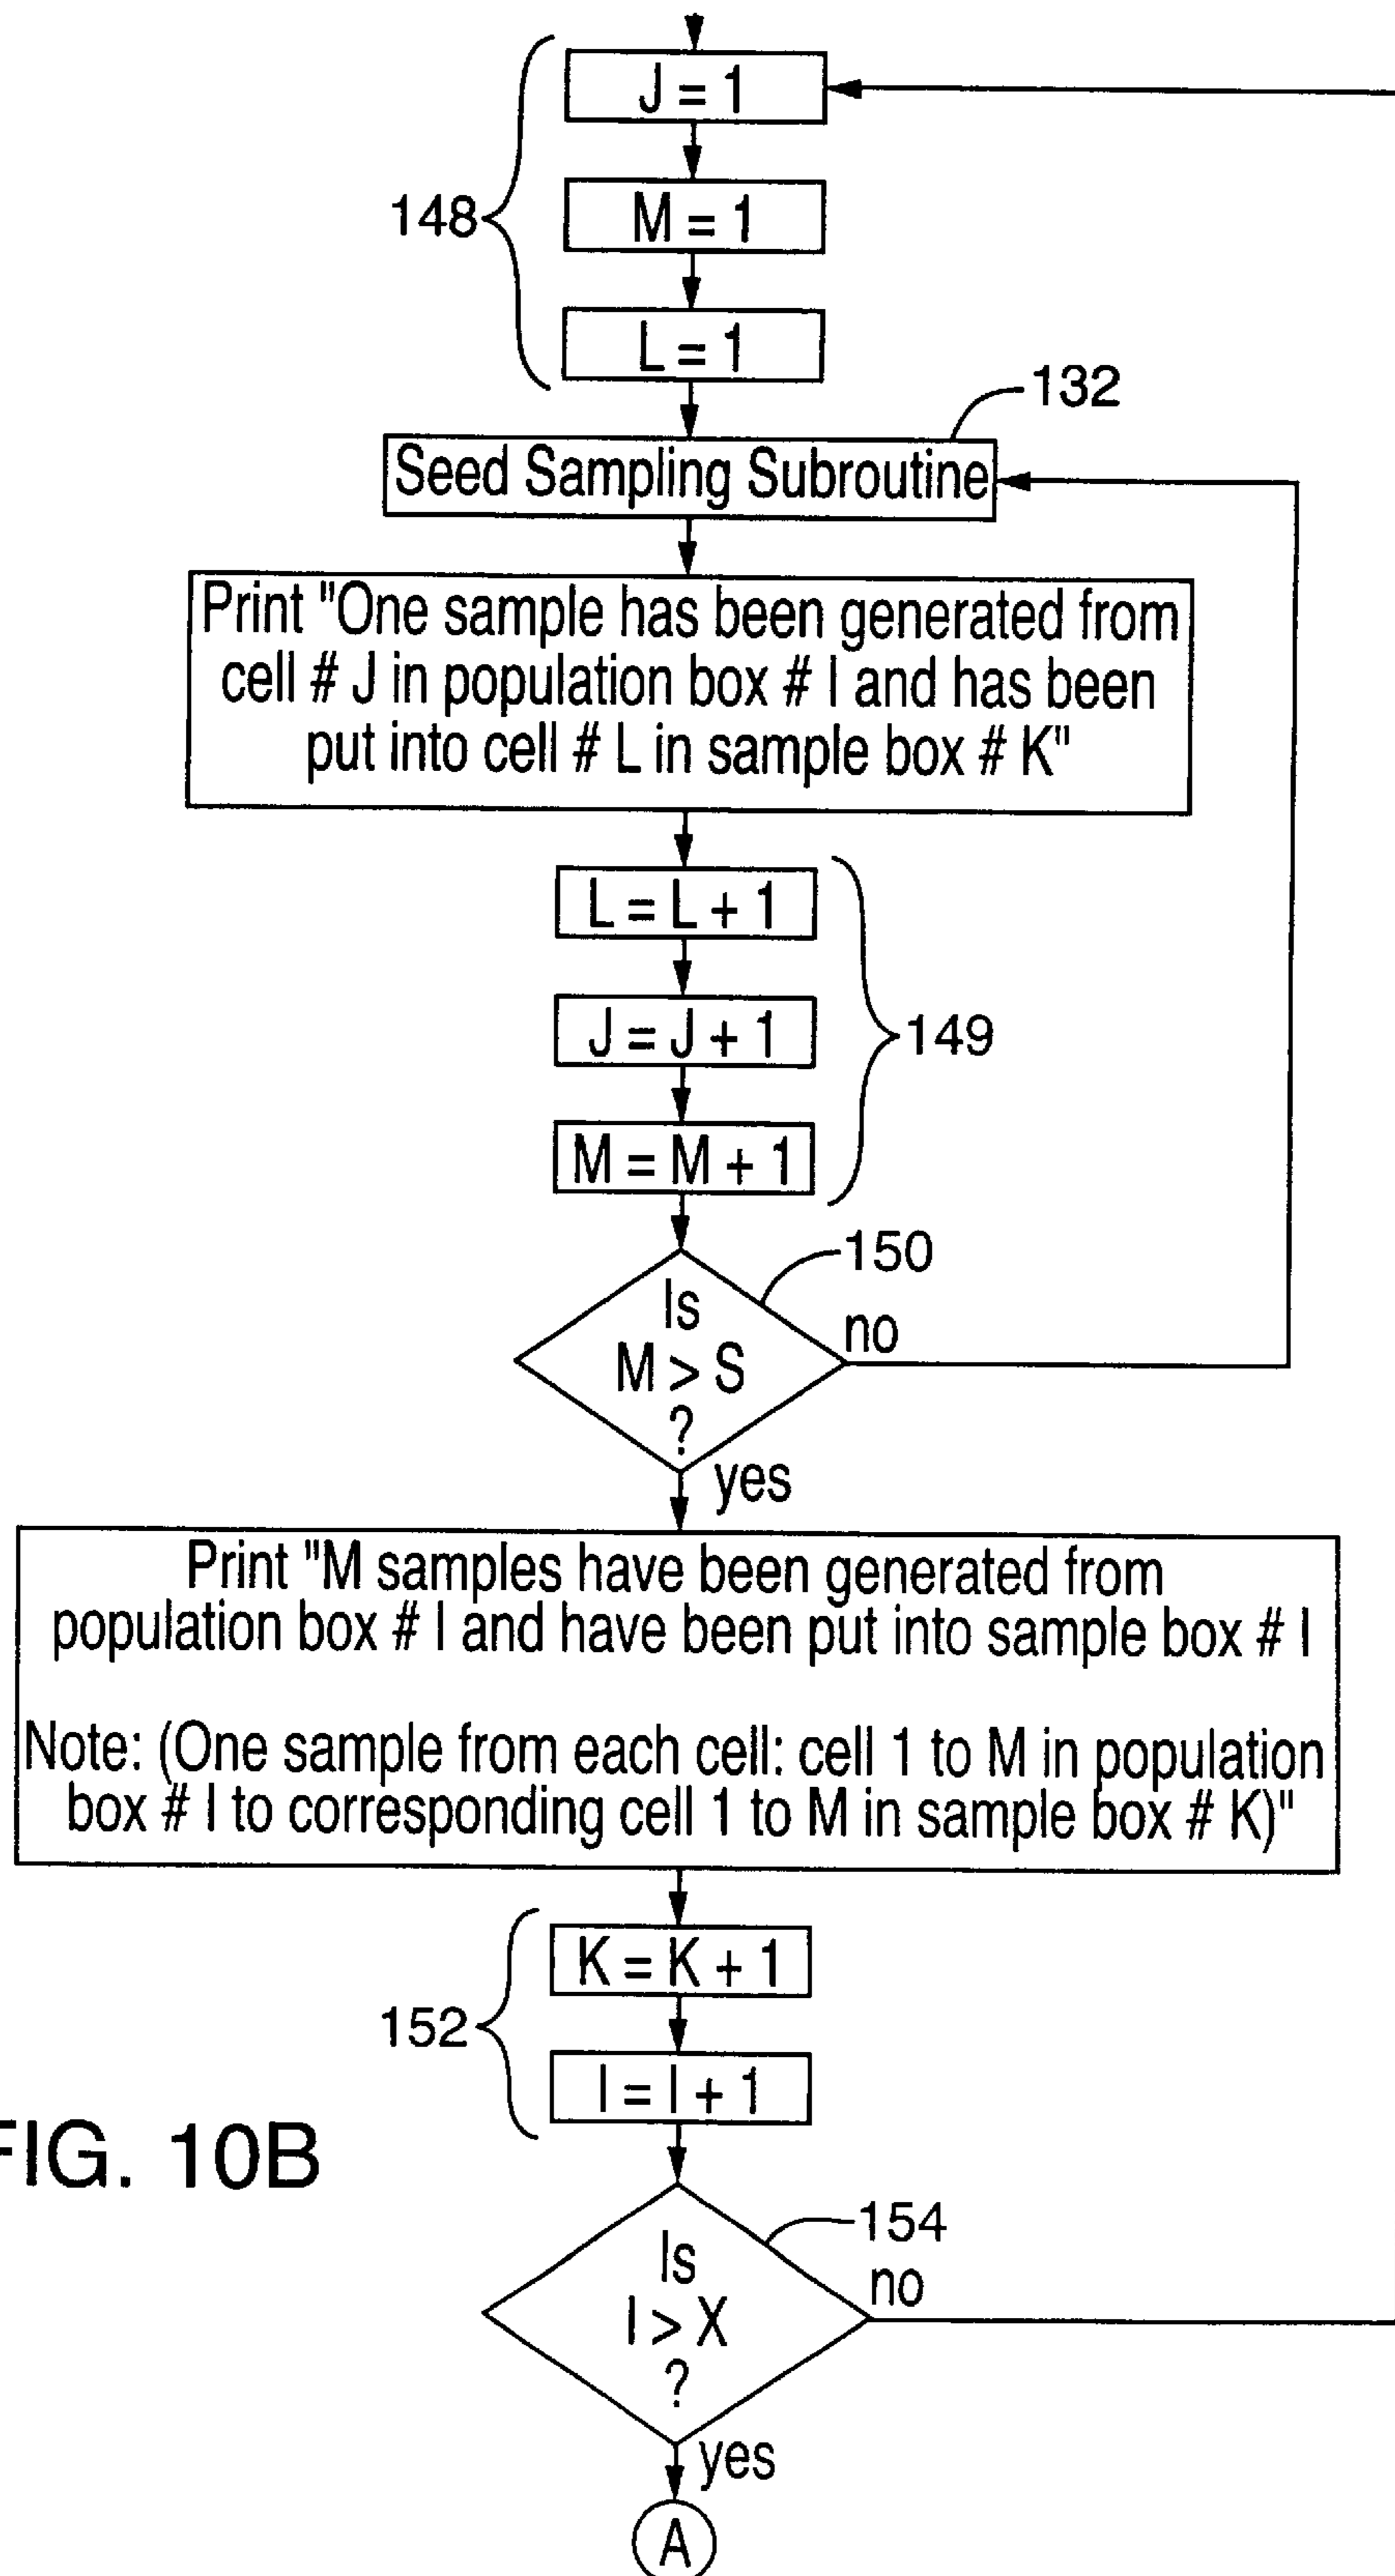 J = 1
148
M = 1
L = 1
132
Seed Sampling Subroutine
Print "One sample has been generated from
cell # J in population box # I and has been
put into cell # L in sample box # K"
L = L + 1
J = J + 1
149
M = M + 1
150
Is
M > S
?
no
yes
Print "M samples have been generated from
population box # I and have been put into sample box # I
Note: (One sample from each cell: cell 1 to M in population
box # I to corresponding cell 1 to M in sample box # K)"
K = K + 1
152
I = I + 1
FIG. 10B
154
Is
I > X
?
no
yes
A